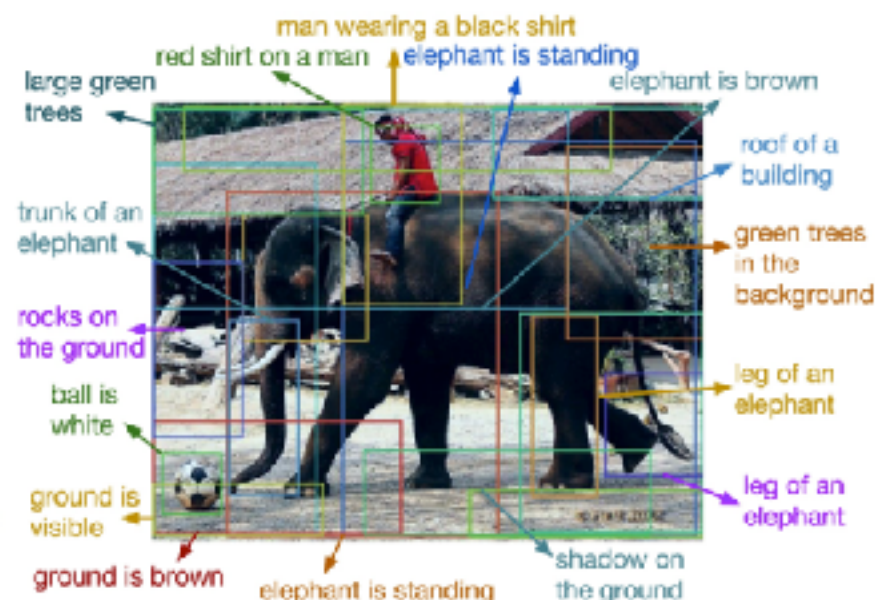 man wearing a black shirt
red shirt on a man
elephant is standing
large green
trees
elephant is brown
roof of a
building
trunk of an
elephant
green trees
in the
background
rocks on
the ground
leg of an
elephant
ball is
white
ground is
visible
leg of an
elephant
shadow on
the ground
ground is brown
elephant is standing